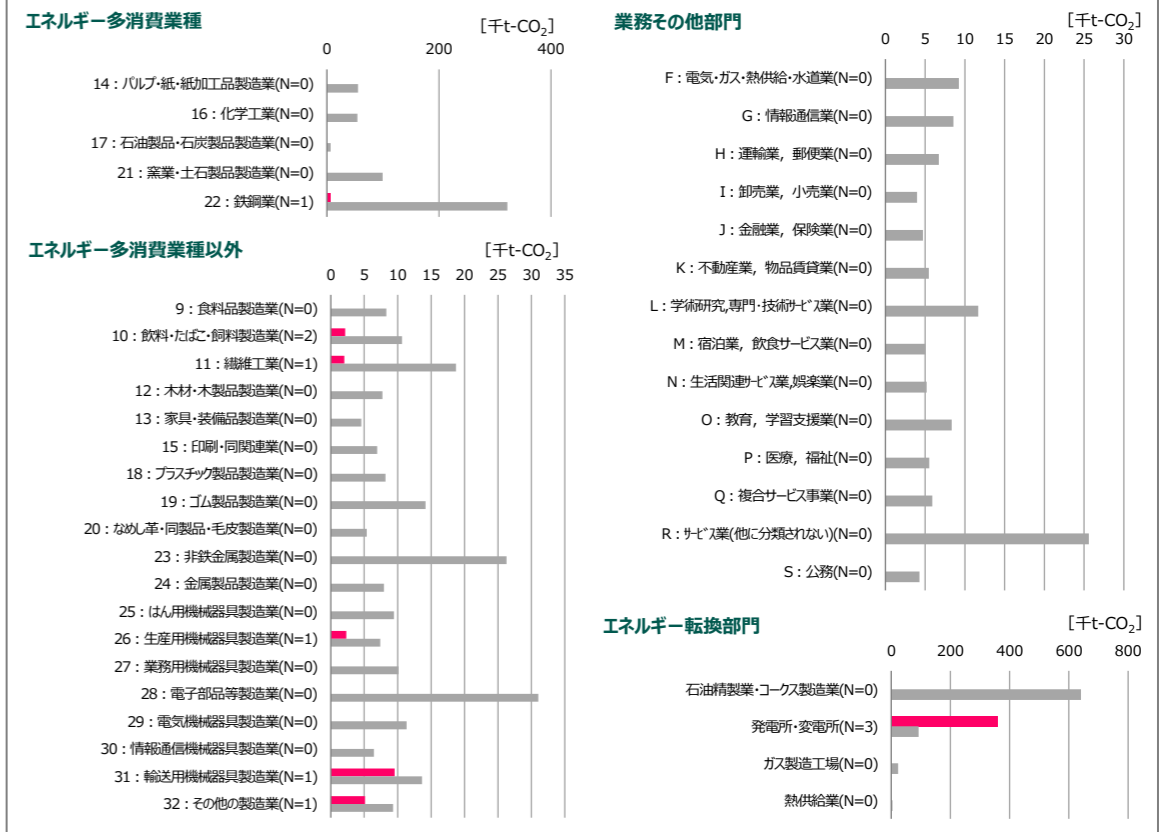 エネルギー多消費業種
[千t-CO₂]
0 200 400
14:パルプ・紙・紙加工品製造業(N=0)
16:化学工業(N=0)
17:石油製品・石炭製品製造業(N=0)
21:窯業・土石製品製造業(N=0)
22:鉄鋼業(N=1)
エネルギー多消費業種以外
[千t-CO₂]
0 5 10 15 20 25 30 35
9:食料品製造業(N=0)
10:飲料・たばこ・飼料製造業(N=2)
11:繊維工業(N=1)
12:木材・木製品製造業(N=0)
13:家具・装備品製造業(N=0)
15:印刷・同関連業(N=0)
18:プラスチック製品製造業(N=0)
19:ゴム製品製造業(N=0)
20:なめし革・同製品・毛皮製造業(N=0)
23:非鉄金属製造業(N=0)
24:金属製品製造業(N=0)
25:はん用機械器具製造業(N=0)
26:生産用機械器具製造業(N=1)
27:業務用機械器具製造業(N=0)
28:電子部品等製造業(N=0)
29:電気機械器具製造業(N=0)
30:情報通信機械器具製造業(N=0)
31:輸送用機械器具製造業(N=1)
32:その他の製造業(N=1)
業務その他部門
[千t-CO₂]
0 5 10 15 20 25 30
F:電気・ガス・熱供給・水道業(N=0)
G:情報通信業(N=0)
H:運輸業,郵便業(N=0)
I:卸売業,小売業(N=0)
J:金融業,保険業(N=0)
K:不動産業,物品賃貸業(N=0)
L:学術研究,専門・技術サービス業(N=0)
M:宿泊業,飲食サービス業(N=0)
N:生活関連サービス業,娯楽業(N=0)
O:教育,学習支援業(N=0)
P:医療,福祉(N=0)
Q:複合サービス事業(N=0)
R:サービス業(他に分類されない)(N=0)
S:公務(N=0)
エネルギー転換部門
[千t-CO₂]
0 200 400 600 800
石油精製業・コークス製造業(N=0)
発電所・変電所(N=3)
ガス製造工場(N=0)
熱供給業(N=0)